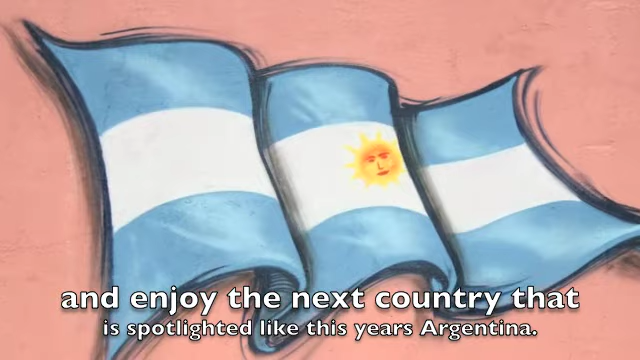 and enjoy the next country that
is spotlighted like this years Argentina.